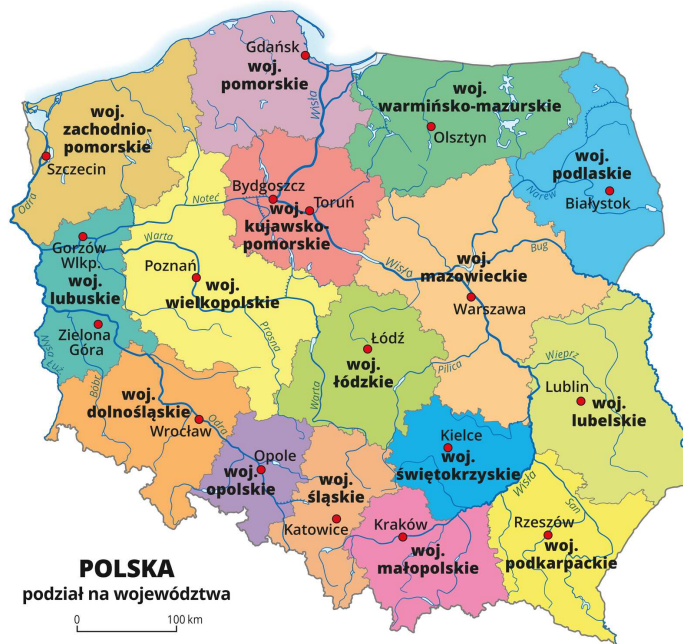 Gdańsk
woj.
pomorskie
Wisła
woj.
zachodnio-
pomorskie
Szczecin
Odra
woj.
warmińsko-mazurskie
Olsztyn
woj.
podlaskie
Białystok
Narew
Bydgoszcz
Toruń
woj.
kujawsko-
pomorskie
Noteć
Gorzów
Wlkp.
woj.
lubuskie
Zielona
Góra
Nysa Łuż.
Bóbr
Warta
Poznań
woj.
wielkopolskie
Prosna
Wisła
woj.
mazowieckie
Bug
Warszawa
Łódź
woj.
łódzkie
Warta
Pilica
Wieprz
Lublin
woj.
lubelskie
woj.
dolnośląskie
Wrocław
Odra
Opole
woj.
opolskie
woj.
śląskie
Katowice
Kielce
woj.
świętokrzyskie
Kraków
woj.
małopolskie
Wisła
San
Rzeszów
woj.
podkarpackie
POLSKA
podział na województwa
0 100 km